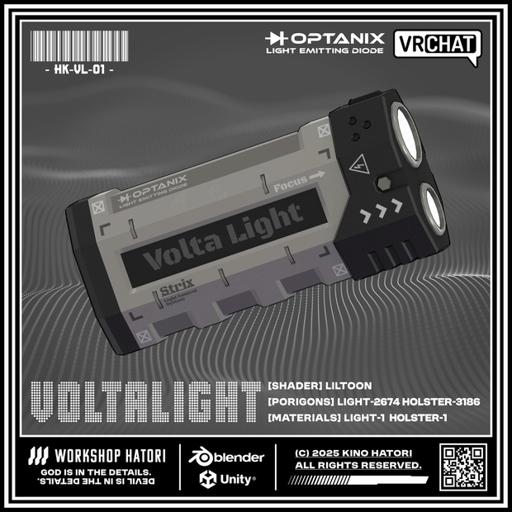 - HK-VL-01 -
OPTANIX
LIGHT EMITTING DIODE
VRCHAT
OPTANIX
LIGHT EMITTING DIODE
Focus
Volta Light
Strix
VOLTALIGHT
[SHADER] LILTOON
[PORIGONS] LIGHT-2674 HOLSTER-3186
[MATERIALS] LIGHT-1 HOLSTER-1
WORKSHOP HATORI
GOD IS IN THE DETAILS.
DEVIL IS IN THE DETAILS.
blender
Unity
(C) 2025 KINO HATORI
ALL RIGHTS RESERVED.